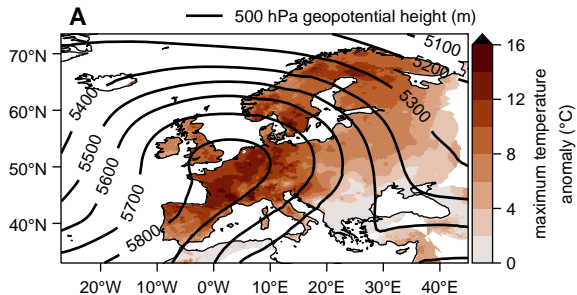 A
500 hPa geopotential height (m)
70°N
60°N
50°N
40°N
20°W
10°W
0°W
10°E
20°E
30°E
40°E
5100
5200
5300
5400
5500
5600
5700
5800
16
12
8
4
0
maximum temperature
anomaly (°C)